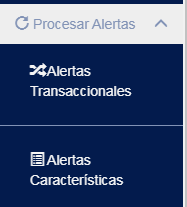 Procesar Alertas
Alertas
Transaccionales
Alertas
Características